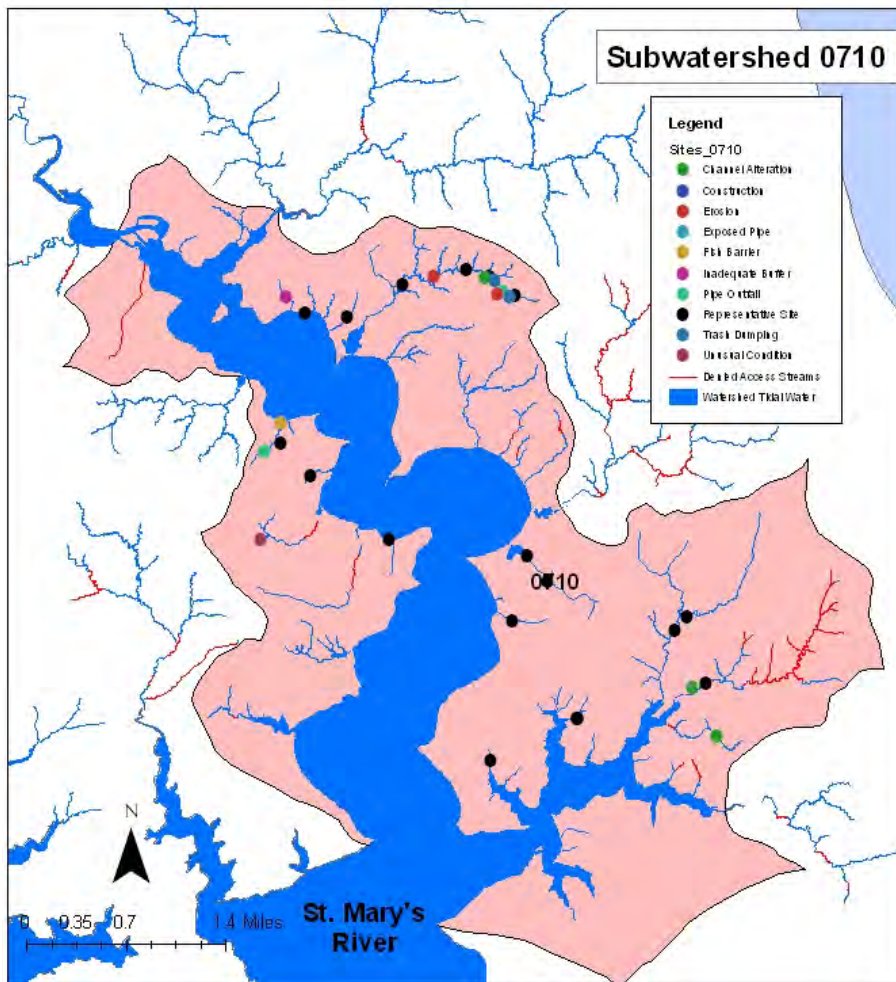 Subwatershed 0710
Legend
Sites_0710
Channel Alteration
Construction
Erosion
Exposed Pipe
Fish Barrier
Inadequate Buffer
Pipe Outfall
Representative Site
Trash Dumping
Unusual Condition
Denied Access Streams
Watershed Tidal Water
0710
N
0 0.35 0.7 1.4 Miles
St. Mary's
River